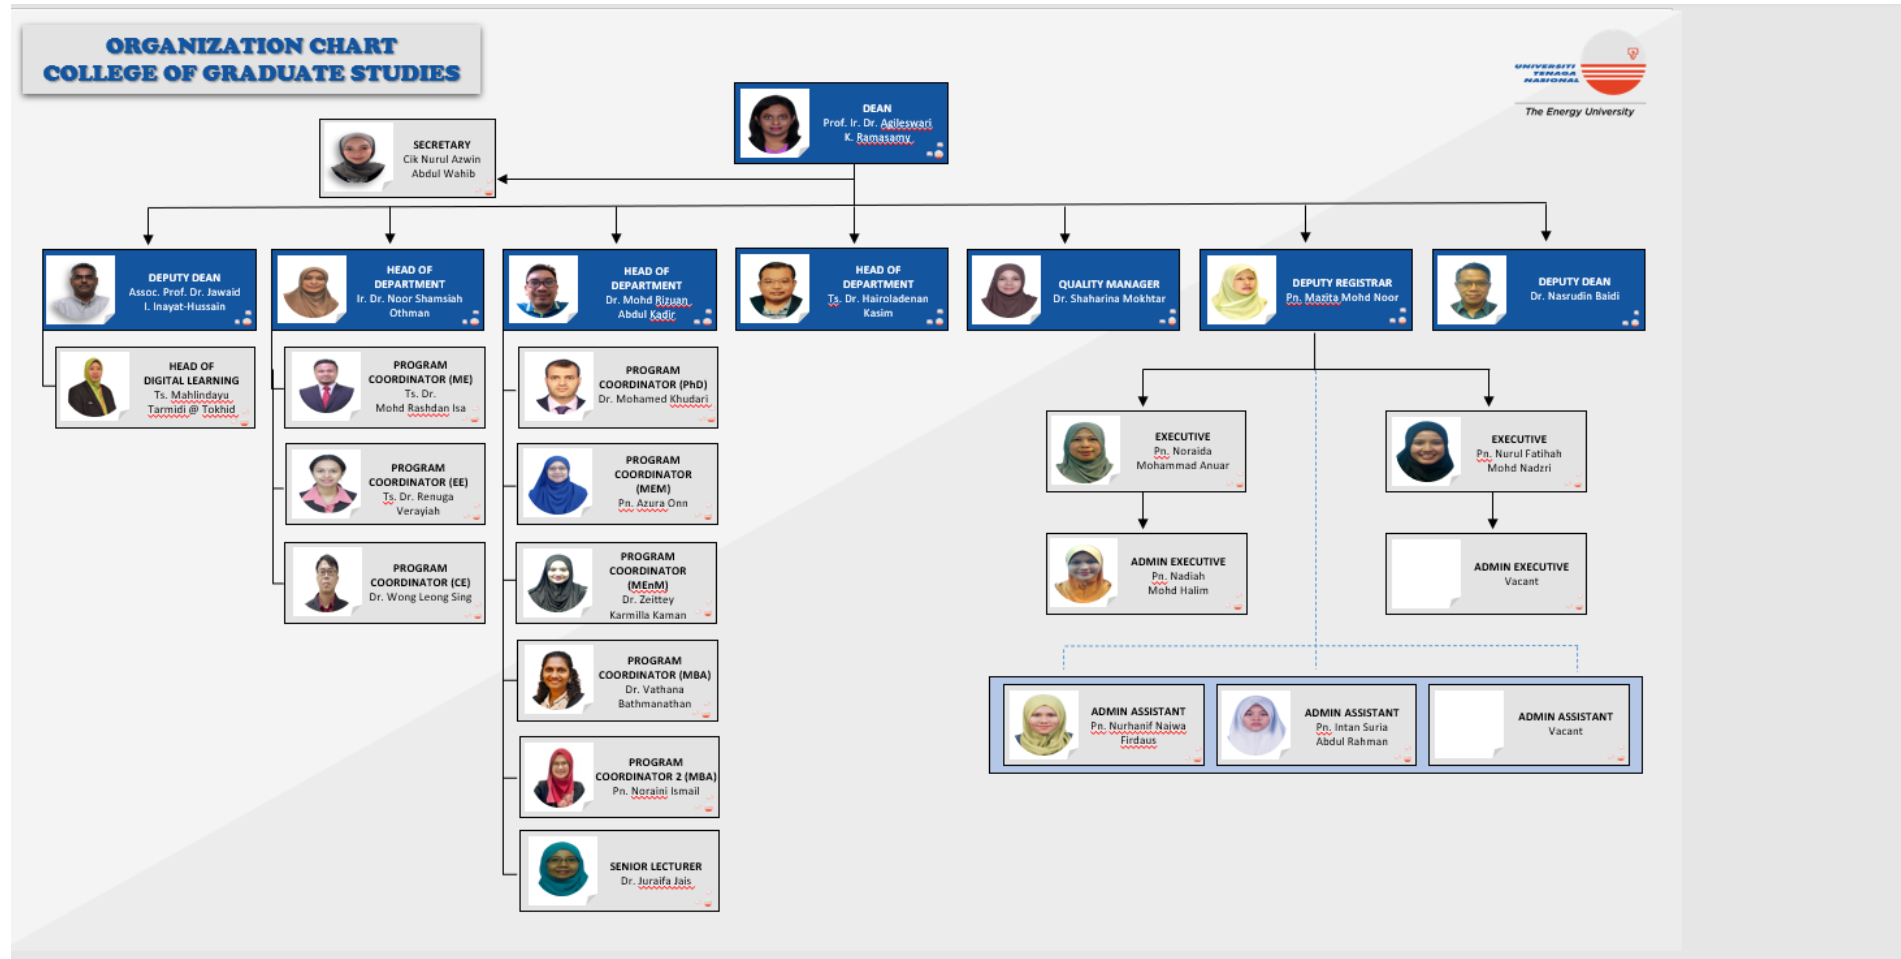 ORGANIZATION CHART
COLLEGE OF GRADUATE STUDIES
UNIVERSITI
TENAGA
NASIONAL
The Energy University
DEAN
Prof. Ir. Dr. Agileswari
K. Ramasamy
SECRETARY
Cik Nurul Azwin
Abdul Wahib
DEPUTY DEAN
Assoc. Prof. Dr. Jawaid
I. Inayat-Hussain
HEAD OF
DEPARTMENT
Ir. Dr. Noor Shamsiah
Othman
HEAD OF
DEPARTMENT
Dr. Mohd Rizuan
Abdul Kadir
HEAD OF
DEPARTMENT
Ts. Dr. Hairoladenan
Kasim
QUALITY MANAGER
Dr. Shaharina Mokhtar
DEPUTY REGISTRAR
Pn. Mazita Mohd Noor
DEPUTY DEAN
Dr. Nasrudin Baidi
HEAD OF
DIGITAL LEARNING
Ts. Mahlindayu
Tarmidi @ Tokhid
PROGRAM
COORDINATOR (ME)
Ts. Dr.
Mohd Rashdan Isa
PROGRAM
COORDINATOR (EE)
Ts. Dr. Renuga
Verayiah
PROGRAM
COORDINATOR (CE)
Dr. Wong Leong Sing
PROGRAM
COORDINATOR (PhD)
Dr. Mohamed Khudari
PROGRAM
COORDINATOR
(MEM)
Pn. Azura Onn
PROGRAM
COORDINATOR
(MEnM)
Dr. Zeittey
Karmilla Kaman
PROGRAM
COORDINATOR (MBA)
Dr. Vathana
Bathmanathan
PROGRAM
COORDINATOR 2 (MBA)
Pn. Noraini Ismail
SENIOR LECTURER
Dr. Juraifa Jais
EXECUTIVE
Pn. Noraida
Mohammad Anuar
EXECUTIVE
Pn. Nurul Fatihah
Mohd Nadzri
ADMIN EXECUTIVE
Pn. Nadiah
Mohd Halim
ADMIN EXECUTIVE
Vacant
ADMIN ASSISTANT
Pn. Nurhanif Najwa
Firdaus
ADMIN ASSISTANT
Pn. Intan Suria
Abdul Rahman
ADMIN ASSISTANT
Vacant